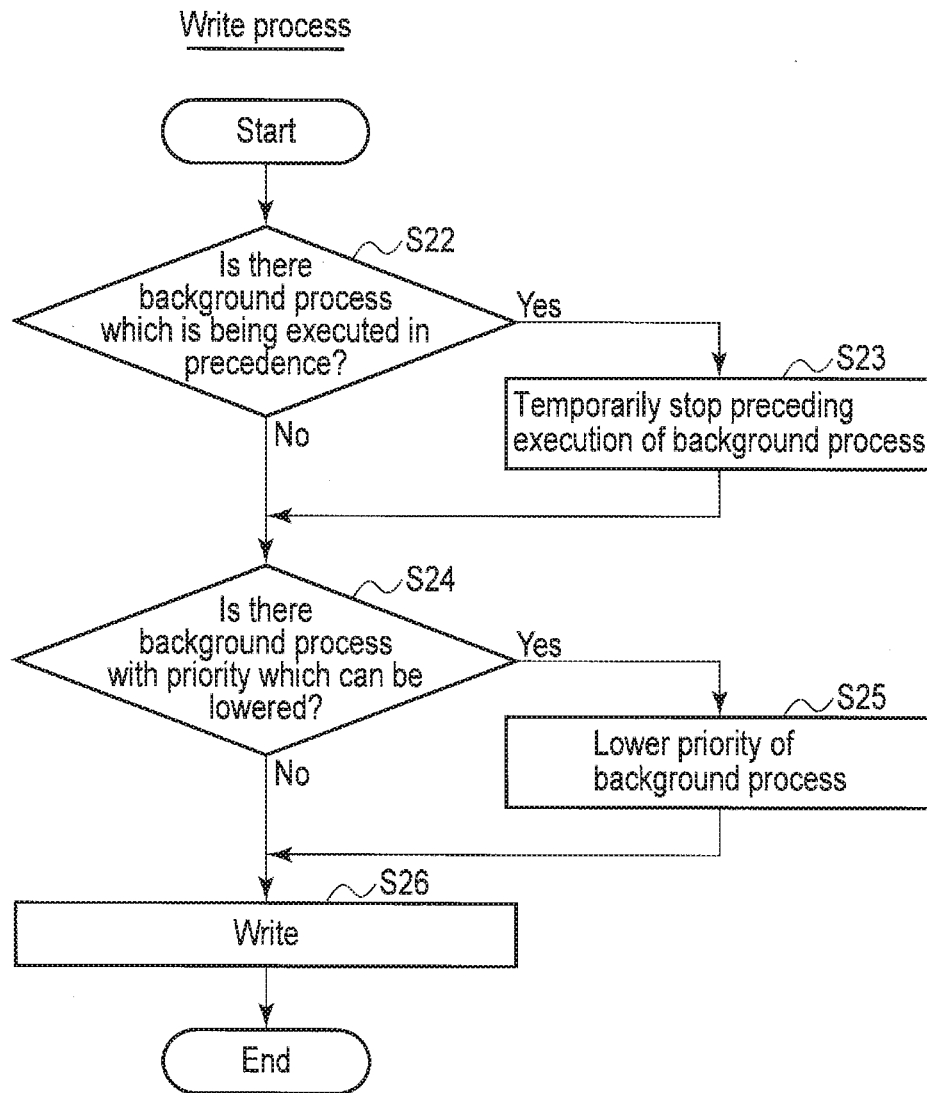 Write process
Start
S22
Is there
background process
which is being executed in
precedence?
Yes
No
S23
Temporarily stop preceding
execution of background process
S24
Is there
background process
with priority which can be
lowered?
Yes
No
S25
Lower priority of
background process
S26
Write
End